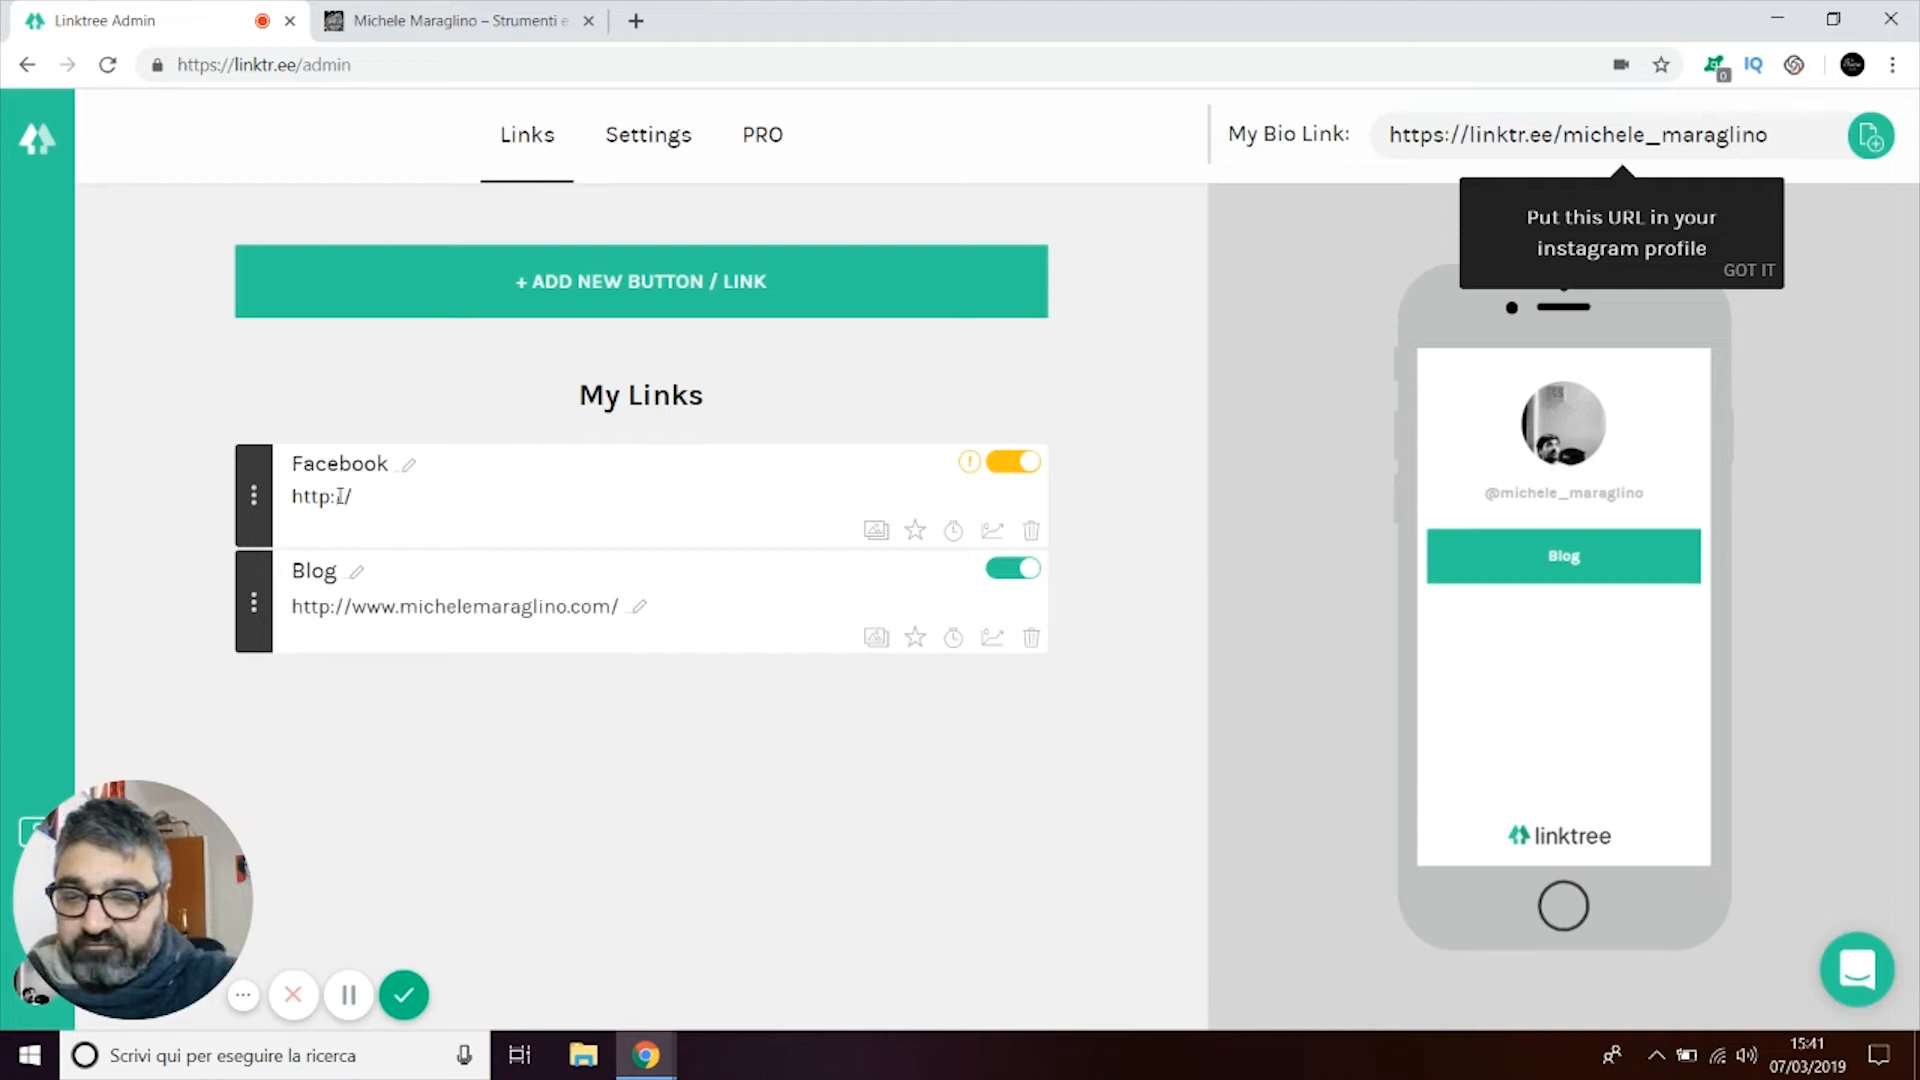 Linktree Admin
Michele Maraglino – Strumenti e
https://linktr.ee/admin
0
IQ
Links
Settings
PRO
My Bio Link:
https://linktr.ee/michele_maraglino
Put this URL in your
instagram profile
GOT IT
+ ADD NEW BUTTON / LINK
My Links
Facebook
http://
Blog
http://www.michelemaraglino.com/
@michele_maraglino
Blog
linktree
Scrivi qui per eseguire la ricerca
15:41
07/03/2019